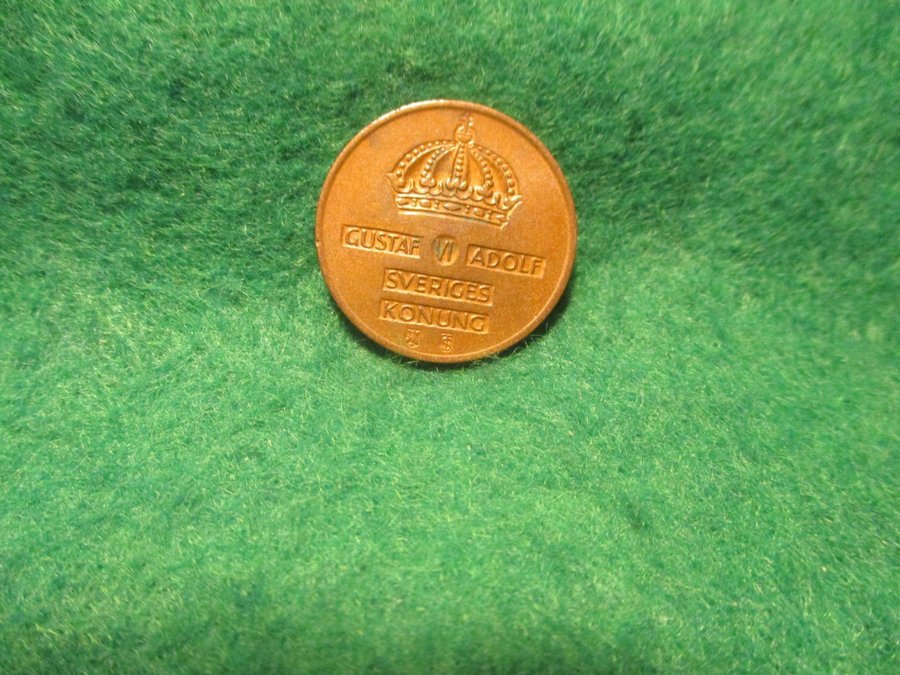 GUSTAF VI ADOLF
SVERIGES
KONUNG